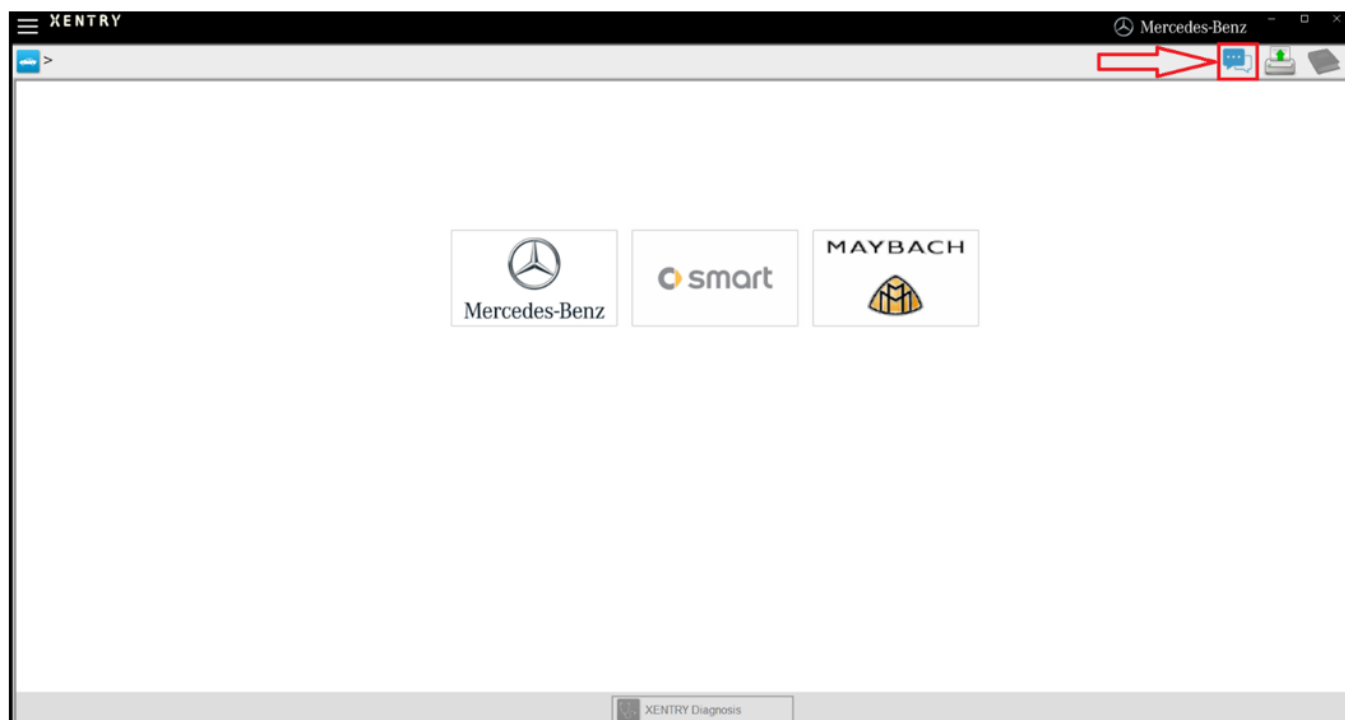 XENTRY
Mercedes-Benz
>
Mercedes-Benz
smart
MAYBACH
XENTRY Diagnosis